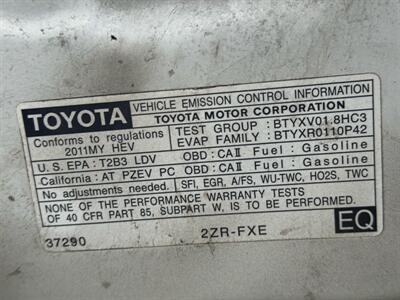 TOYOTA
VEHICLE EMISSION CONTROL INFORMATION
TOYOTA MOTOR CORPORATION
Conforms to regulations
2011MY HEV
TEST GROUP : BTYXV01.8HC3
EVAP FAMILY : BTYXR0110P42
U.S. EPA: T2B3 LDV OBD: CAII Fuel: Gasoline
California: AT PZEV PC OBD: CAII Fuel: Gasoline
No adjustments needed. SFI, EGR, A/FS, WU-TWC, HO2S, TWC
NONE OF THE PERFORMANCE WARRANTY TESTS
OF 40 CFR PART 85, SUBPART W, IS TO BE PERFORMED.
37290 2ZR-FXE EQ